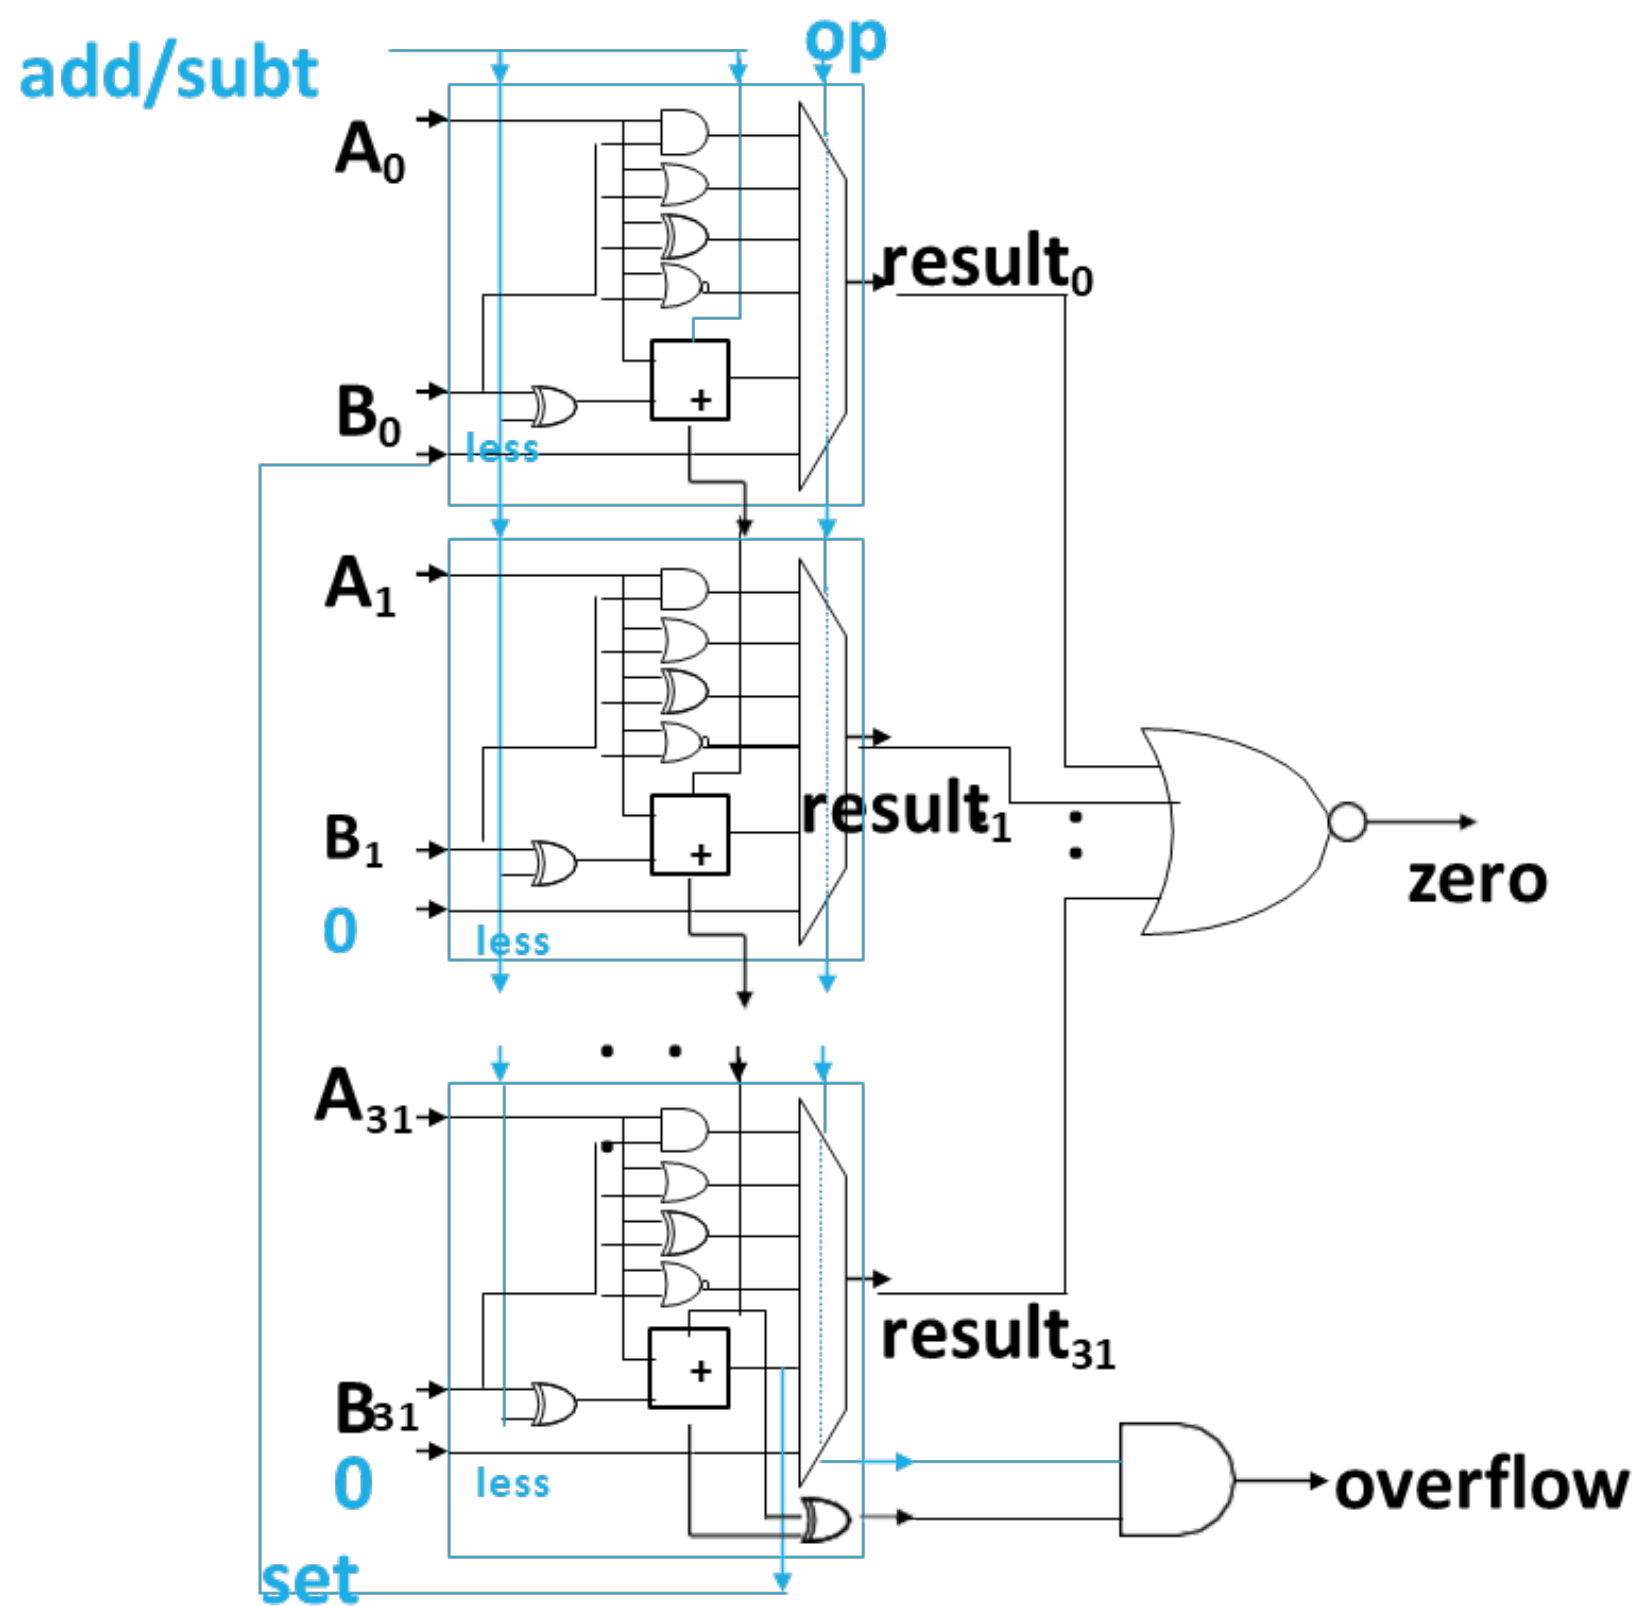 add/subt
op
A0
result0
+
B0
less
A1
result1
+
B1
0
less
zero
A31
result31
+
B31
0
less
overflow
set